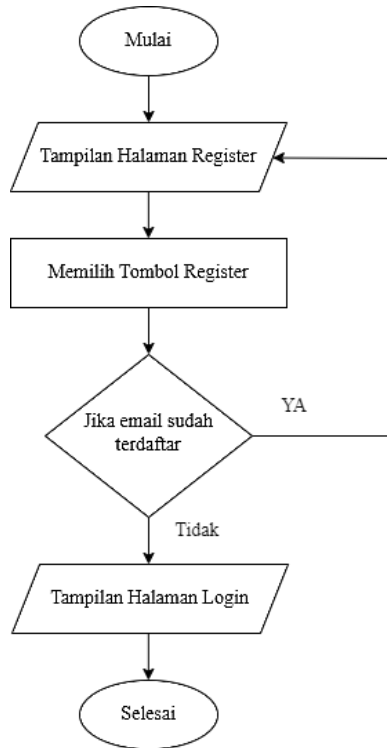 Mulai
Tampilan Halaman Register
Memilih Tombol Register
Jika email sudah
terdaftar
YA
Tidak
Tampilan Halaman Login
Selesai